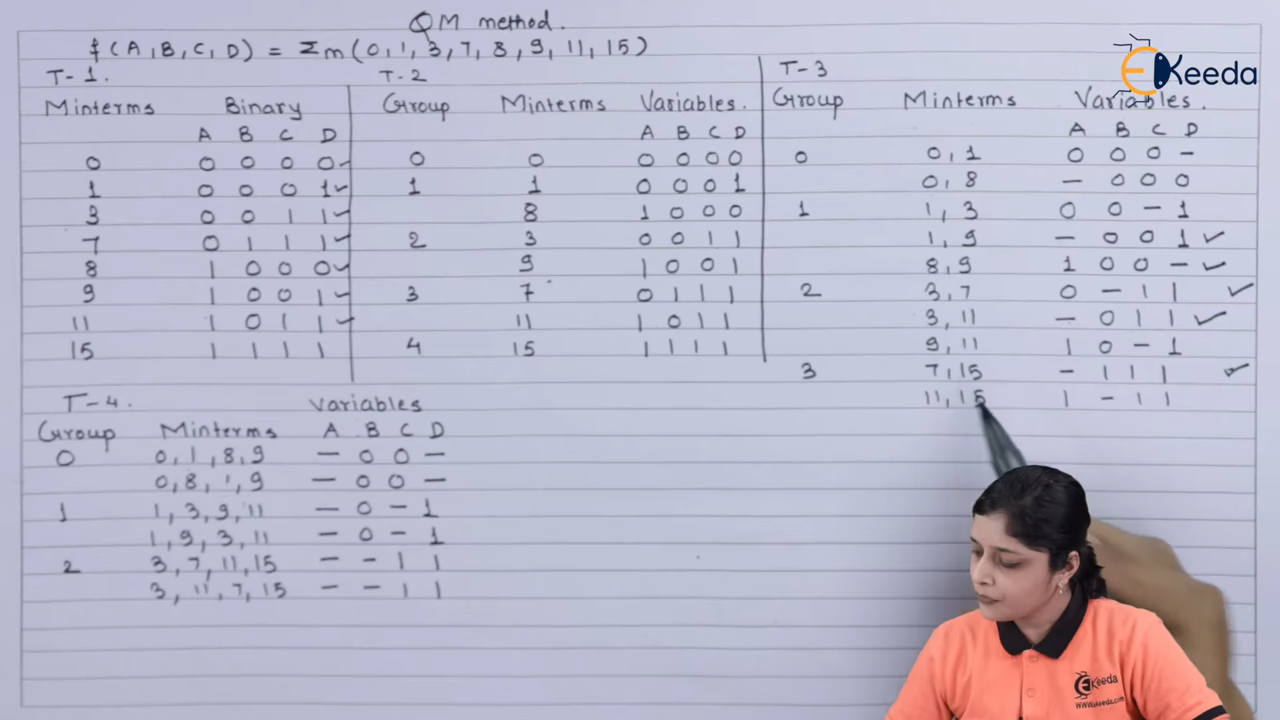 QM method.
f(A,B,C,D) = Σm(0,1,3,7,8,9,11,15)
EKeeda
T-1.
Minterms Binary
A B C D
0 0 0 0 0 ✓
1 0 0 0 1 ✓
3 0 0 1 1 ✓
7 0 1 1 1 ✓
8 1 0 0 0 ✓
9 1 0 0 1 ✓
11 1 0 1 1 ✓
15 1 1 1 1
T-2
Group Minterms Variables.
A B C D
0 0 0 0 0 0
1 1 0 0 0 1
8 1 0 0 0
2 3 0 0 1 1
9 1 0 0 1
3 7 0 1 1 1
11 1 0 1 1
4 15 1 1 1 1
T-3
Group Minterms Variables.
A B C D
0 0,1 0 0 0 –
0,8 – 0 0 0
1 1,3 0 0 – 1
1,9 – 0 0 1 ✓
8,9 1 0 0 – ✓
2 3,7 0 – 1 1 ✓
3,11 – 0 1 1 ✓
9,11 1 0 – 1
3 7,15 – 1 1 1 ✓
11,15 1 – 1 1
T-4. Variables
Group Minterms A B C D
0 0,1,8,9 – 0 0 –
0,8,1,9 – 0 0 –
1 1,3,9,11 – 0 – 1
1,9,3,11 – 0 – 1
2 3,7,11,15 – – 1 1
3,11,7,15 – – 1 1
EKeeda
www.ekeeda.com